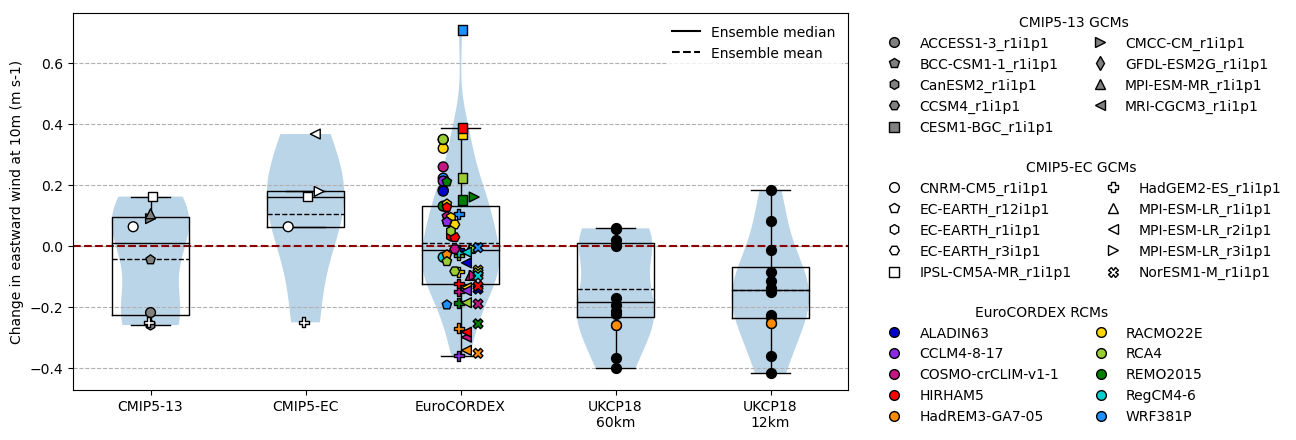 Change in eastward wind at 10m (m s-1)
0.6
0.4
0.2
0.0
−0.2
−0.4
Ensemble median
Ensemble mean
CMIP5-13
CMIP5-EC
EuroCORDEX
UKCP18
60km
UKCP18
12km
CMIP5-13 GCMs
ACCESS1-3_r1i1p1
BCC-CSM1-1_r1i1p1
CanESM2_r1i1p1
CCSM4_r1i1p1
CESM1-BGC_r1i1p1
CMCC-CM_r1i1p1
GFDL-ESM2G_r1i1p1
MPI-ESM-MR_r1i1p1
MRI-CGCM3_r1i1p1
CMIP5-EC GCMs
CNRM-CM5_r1i1p1
EC-EARTH_r12i1p1
EC-EARTH_r1i1p1
EC-EARTH_r3i1p1
IPSL-CM5A-MR_r1i1p1
HadGEM2-ES_r1i1p1
MPI-ESM-LR_r1i1p1
MPI-ESM-LR_r2i1p1
MPI-ESM-LR_r3i1p1
NorESM1-M_r1i1p1
EuroCORDEX RCMs
ALADIN63
CCLM4-8-17
COSMO-crCLIM-v1-1
HIRHAM5
HadREM3-GA7-05
RACMO22E
RCA4
REMO2015
RegCM4-6
WRF381P